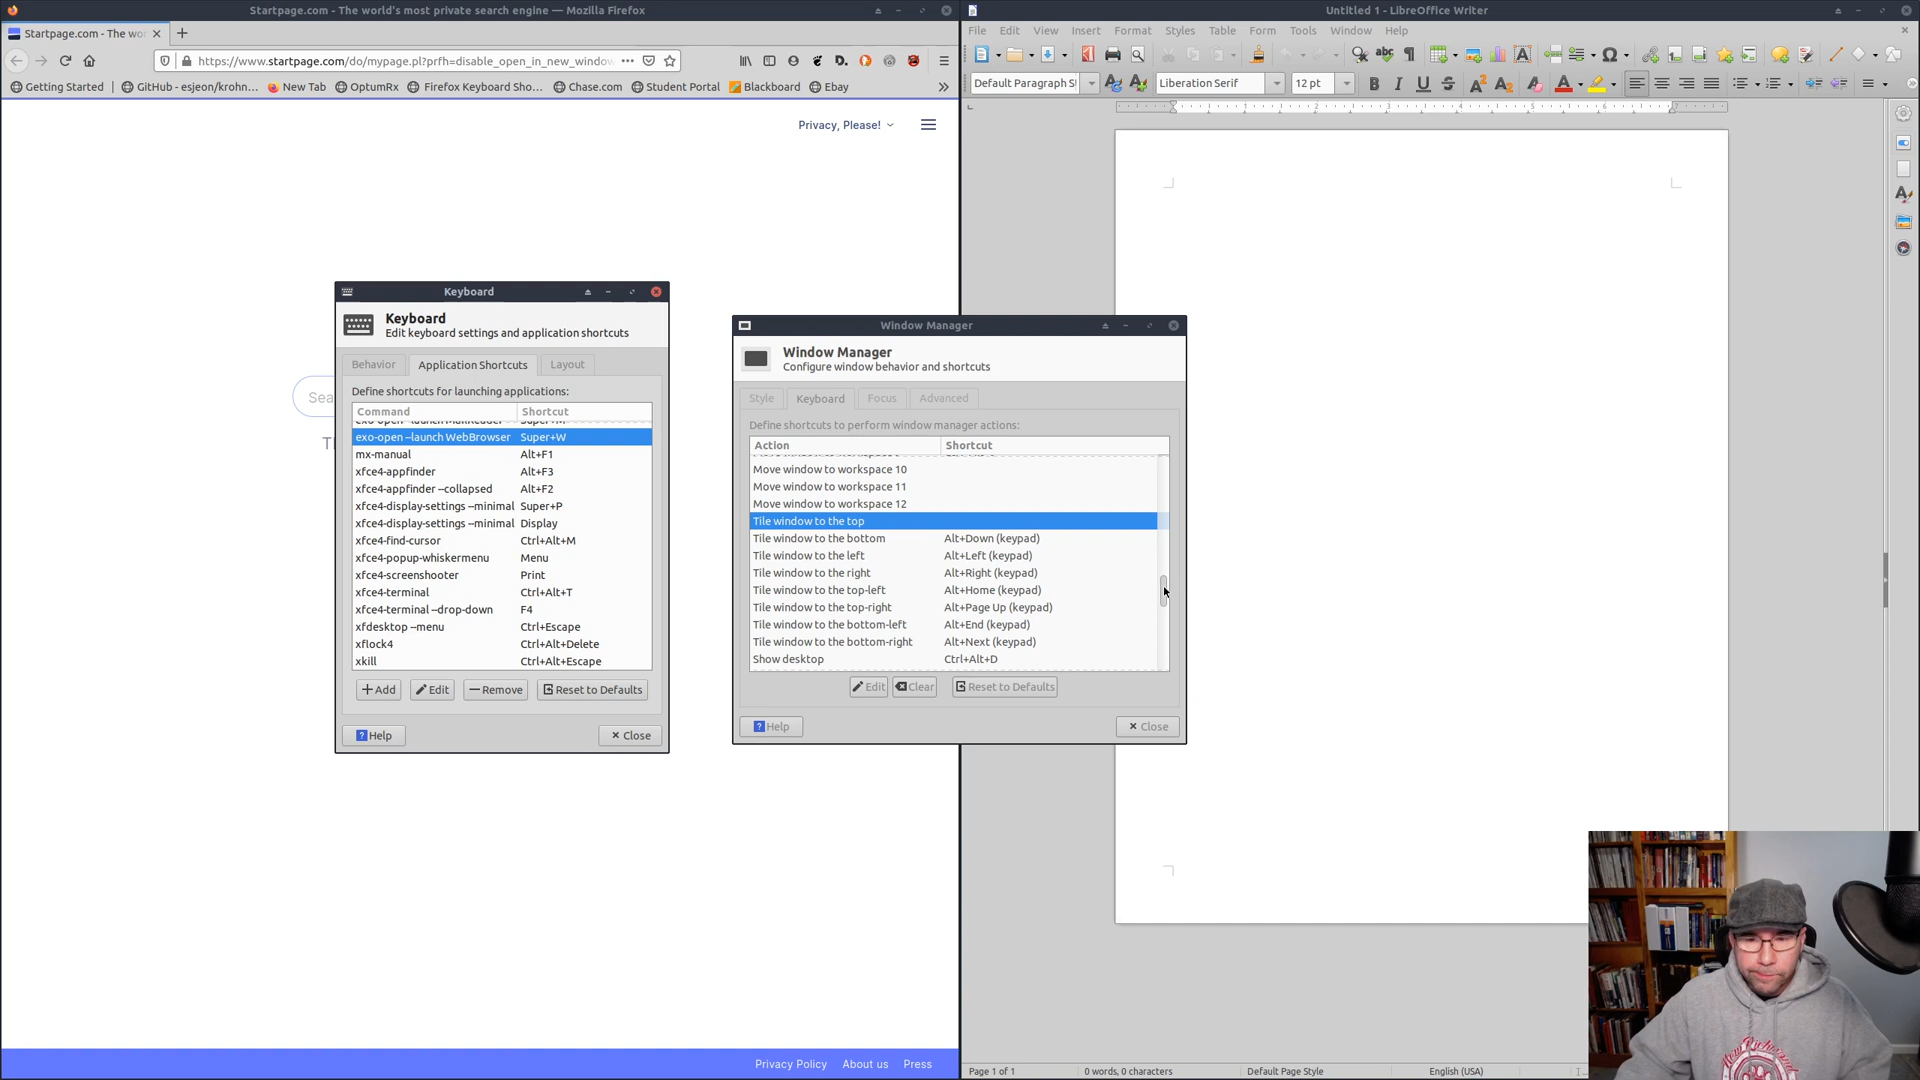 Startpage.com - The world's most private search engine — Mozilla Firefox
Startpage.com - The wor
https://www.startpage.com/do/mypage.pl?prfh=disable_open_in_new_window
Getting Started
GitHub - esjeon/krohn...
New Tab
OptumRx
Firefox Keyboard Sho...
Chase.com
Student Portal
Blackboard
Ebay
Privacy, Please!
Sea
Privacy Policy
About us
Press
Untitled 1 - LibreOffice Writer
File Edit View Insert Format Styles Table Form Tools Window Help
Default Paragraph S
Liberation Serif
12 pt
Page 1 of 1
0 words, 0 characters
Default Page Style
English (USA)
Keyboard
Keyboard
Edit keyboard settings and application shortcuts
Behavior
Application Shortcuts
Layout
Define shortcuts for launching applications:
Command Shortcut
exo-open --launch MailReader Super+M
exo-open --launch WebBrowser Super+W
mx-manual Alt+F1
xfce4-appfinder Alt+F3
xfce4-appfinder --collapsed Alt+F2
xfce4-display-settings --minimal Super+P
xfce4-display-settings --minimal Display
xfce4-find-cursor Ctrl+Alt+M
xfce4-popup-whiskermenu Menu
xfce4-screenshooter Print
xfce4-terminal Ctrl+Alt+T
xfce4-terminal --drop-down F4
xfdesktop --menu Ctrl+Escape
xflock4 Ctrl+Alt+Delete
xkill Ctrl+Alt+Escape
Add
Edit
Remove
Reset to Defaults
Help
Close
Window Manager
Window Manager
Configure window behavior and shortcuts
Style
Keyboard
Focus
Advanced
Define shortcuts to perform window manager actions:
Action Shortcut
Move window to workspace 10
Move window to workspace 11
Move window to workspace 12
Tile window to the top
Tile window to the bottom Alt+Down (keypad)
Tile window to the left Alt+Left (keypad)
Tile window to the right Alt+Right (keypad)
Tile window to the top-left Alt+Home (keypad)
Tile window to the top-right Alt+Page Up (keypad)
Tile window to the bottom-left Alt+End (keypad)
Tile window to the bottom-right Alt+Next (keypad)
Show desktop Ctrl+Alt+D
Edit
Clear
Reset to Defaults
Help
Close